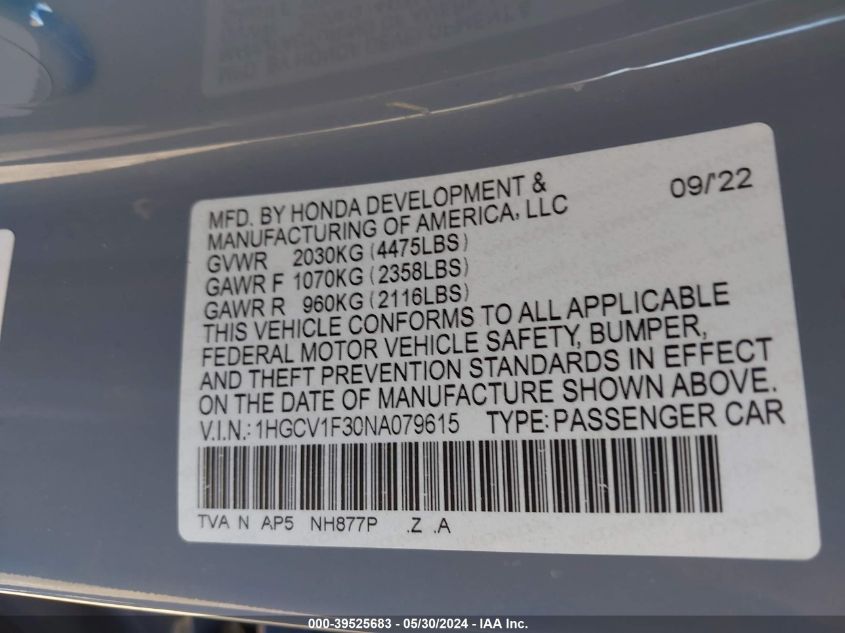 MFD. BY HONDA DEVELOPMENT & 09/'22
MANUFACTURING OF AMERICA, LLC
GVWR 2030KG (4475LBS)
GAWR F 1070KG (2358LBS)
GAWR R 960KG (2116LBS)
THIS VEHICLE CONFORMS TO ALL APPLICABLE
FEDERAL MOTOR VEHICLE SAFETY, BUMPER,
AND THEFT PREVENTION STANDARDS IN EFFECT
ON THE DATE OF MANUFACTURE SHOWN ABOVE.
V.I.N.: 1HGCV1F30NA079615 TYPE: PASSENGER CAR
TVA N AP5 NH877P .Z .A
000-39525683 - 05/30/2024 - IAA Inc.